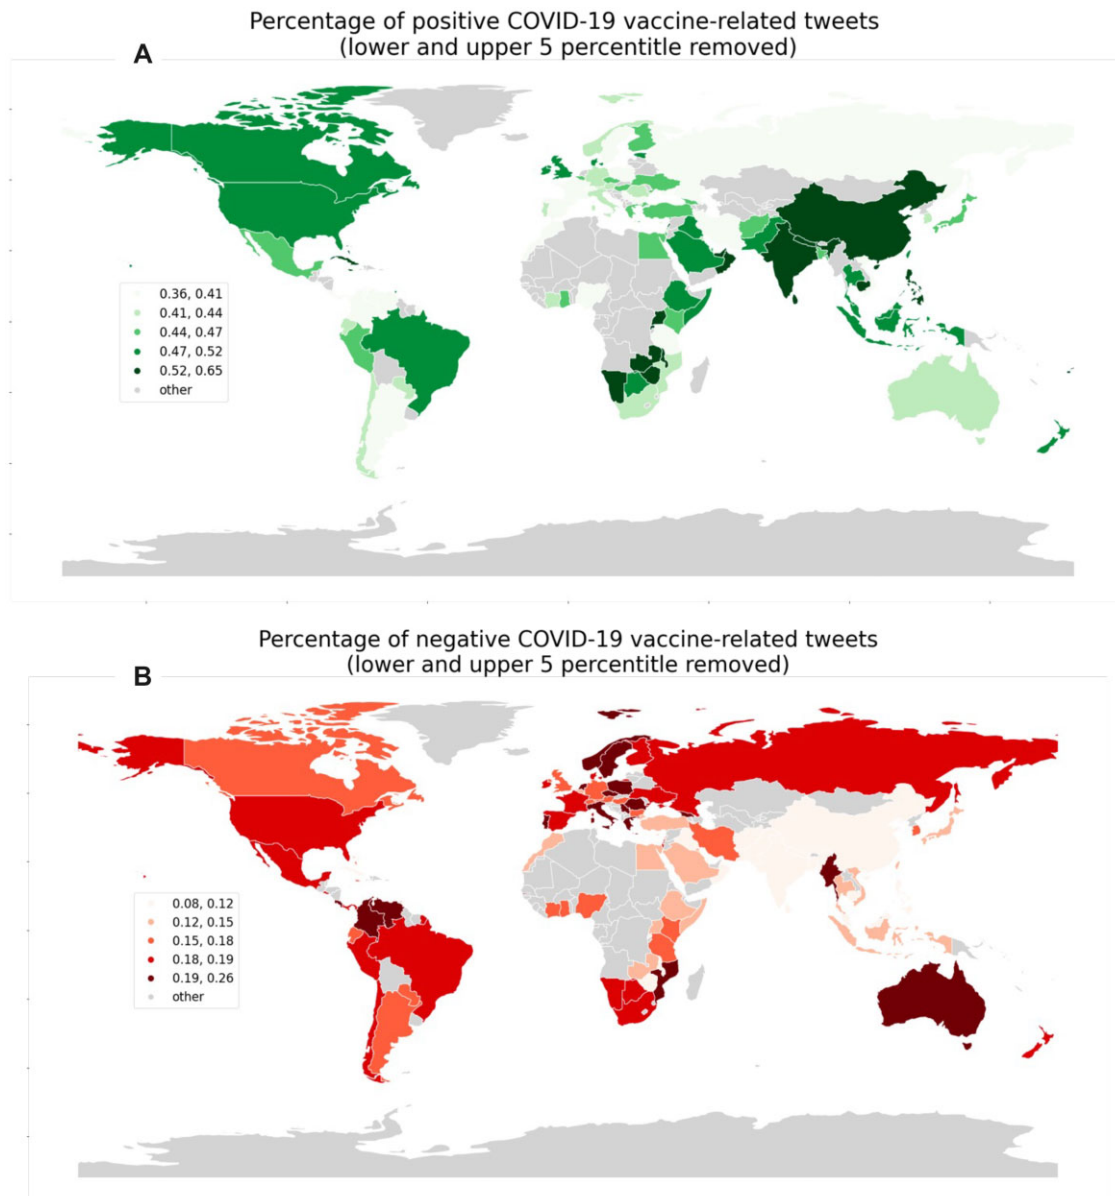 Percentage of positive COVID-19 vaccine-related tweets
(lower and upper 5 percentitle removed)
A
0.36, 0.41
0.41, 0.44
0.44, 0.47
0.47, 0.52
0.52, 0.65
other
Percentage of negative COVID-19 vaccine-related tweets
(lower and upper 5 percentitle removed)
B
0.08, 0.12
0.12, 0.15
0.15, 0.18
0.18, 0.19
0.19, 0.26
other